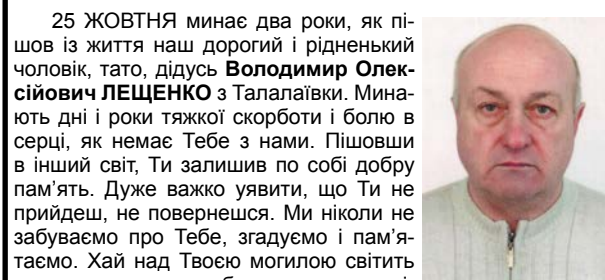 25 ЖОВТНЯ минає два роки, як пі-
шов із життя наш дорогий і рідненький
чоловік, тато, дідусь Володимир Олек-
сійович ЛЕЩЕНКО з Талалаївки. Мина-
ють дні і роки тяжкої скорботи і болю в
серці, як немає Тебе з нами. Пішовши
в інший світ, Ти залишив по собі добру
пам’ять. Дуже важко уявити, що Ти не
прийдеш, не повернешся. Ми ніколи не
забуваємо про Тебе, згадуємо і пам’я-
таємо. Хай над Твоєю могилою світить